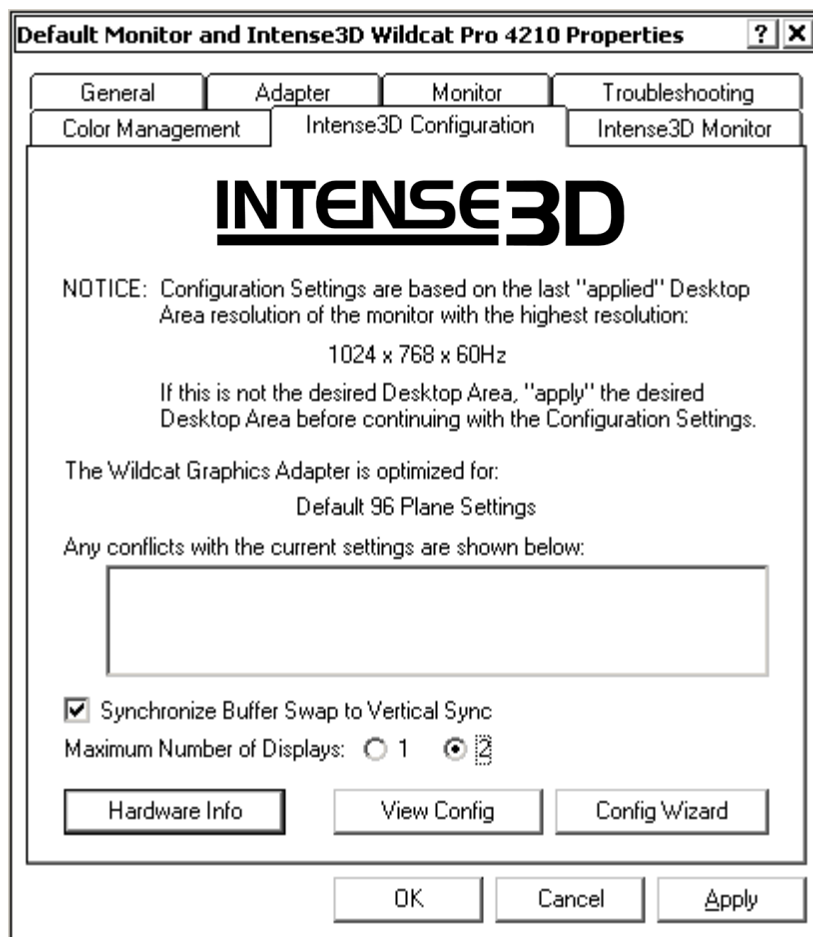 Default Monitor and Intense3D Wildcat Pro 4210 Properties
General Adapter Monitor Troubleshooting
Color Management Intense3D Configuration Intense3D Monitor
INTENSE3D
NOTICE: Configuration Settings are based on the last "applied" Desktop
Area resolution of the monitor with the highest resolution:
1024 x 768 x 60Hz
If this is not the desired Desktop Area, "apply" the desired
Desktop Area before continuing with the Configuration Settings.
The Wildcat Graphics Adapter is optimized for:
Default 96 Plane Settings
Any conflicts with the current settings are shown below:
Synchronize Buffer Swap to Vertical Sync
Maximum Number of Displays: 1 2
Hardware Info View Config Config Wizard
OK Cancel Apply